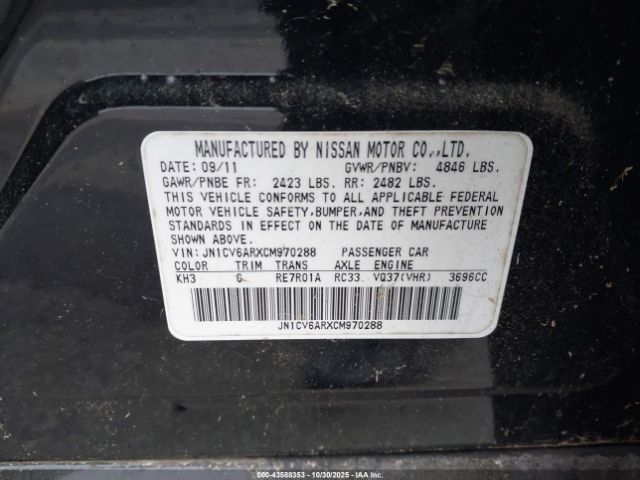 MANUFACTURED BY NISSAN MOTOR CO.,LTD.
DATE: 09/11 GVWR/PNBV: 4846 LBS.
GAWR/PNBE FR: 2423 LBS. RR: 2482 LBS.
THIS VEHICLE CONFORMS TO ALL APPLICABLE FEDERAL
MOTOR VEHICLE SAFETY, BUMPER, AND THEFT PREVENTION
STANDARDS IN EFFECT ON THE DATE OF MANUFACTURE
SHOWN ABOVE.
VIN: JN1CV6ARXCM970288 PASSENGER CAR
COLOR TRIM TRANS AXLE ENGINE
KH3 G RE7R01A RC33 VQ37(VHR) 3696CC
JN1CV6ARXCM970288
000-43588353 - 10/30/2025 - IAAI.COM